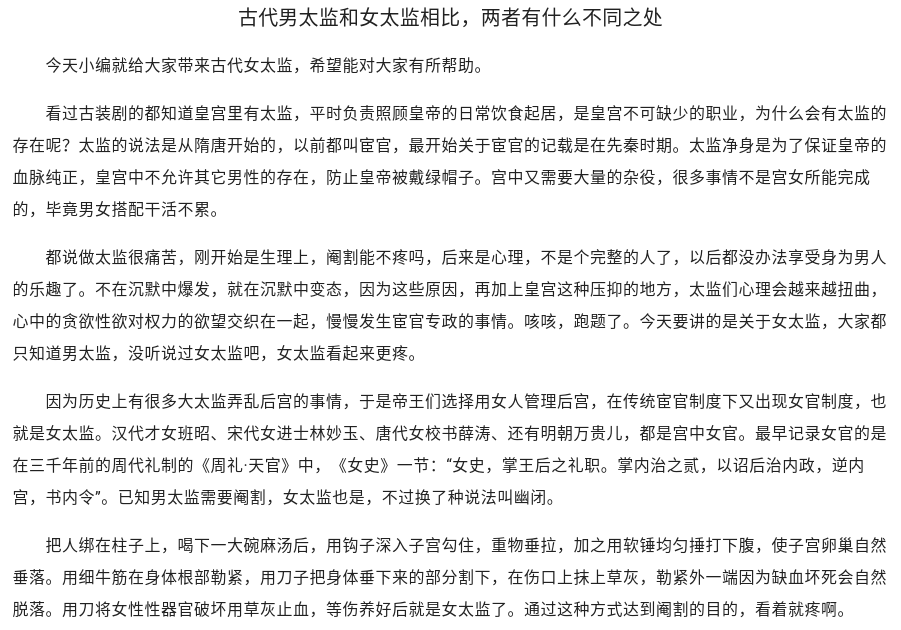 古代男太监和女太监相比，两者有什么不同之处
今天小编就给大家带来古代女太监，希望能对大家有所帮助。
看过古装剧的都知道皇宫里有太监，平时负责照顾皇帝的日常饮食起居，是皇宫不可缺少的职业，为什么会有太监的
存在呢？太监的说法是从隋唐开始的，以前都叫宦官，最开始关于宦官的记载是在先秦时期。太监净身是为了保证皇帝的
血脉纯正，皇宫中不允许其它男性的存在，防止皇帝被戴绿帽子。宫中又需要大量的杂役，很多事情不是宫女所能完成
的，毕竟男女搭配干活不累。
都说做太监很痛苦，刚开始是生理上，阉割能不疼吗，后来是心理，不是个完整的人了，以后都没办法享受身为男人
的乐趣了。不在沉默中爆发，就在沉默中变态，因为这些原因，再加上皇宫这种压抑的地方，太监们心理会越来越扭曲，
心中的贪欲性欲对权力的欲望交织在一起，慢慢发生宦官专政的事情。咳咳，跑题了。今天要讲的是关于女太监，大家都
只知道男太监，没听说过女太监吧，女太监看起来更疼。
因为历史上有很多大太监弄乱后宫的事情，于是帝王们选择用女人管理后宫，在传统宦官制度下又出现女官制度，也
就是女太监。汉代才女班昭、宋代女进士林妙玉、唐代女校书薛涛、还有明朝万贵儿，都是宫中女官。最早记录女官的是
在三千年前的周代礼制的《周礼·天官》中，《女史》一节：“女史，掌王后之礼职。掌内治之贰，以诏后治内政，逆内
宫，书内令”。已知男太监需要阉割，女太监也是，不过换了种说法叫幽闭。
把人绑在柱子上，喝下一大碗麻汤后，用钩子深入子宫勾住，重物垂拉，加之用软锤均匀捶打下腹，使子宫卵巢自然
垂落。用细牛筋在身体根部勒紧，用刀子把身体垂下来的部分割下，在伤口上抹上草灰，勒紧外一端因为缺血坏死会自然
脱落。用刀将女性性器官破坏用草灰止血，等伤养好后就是女太监了。通过这种方式达到阉割的目的，看着就疼啊。